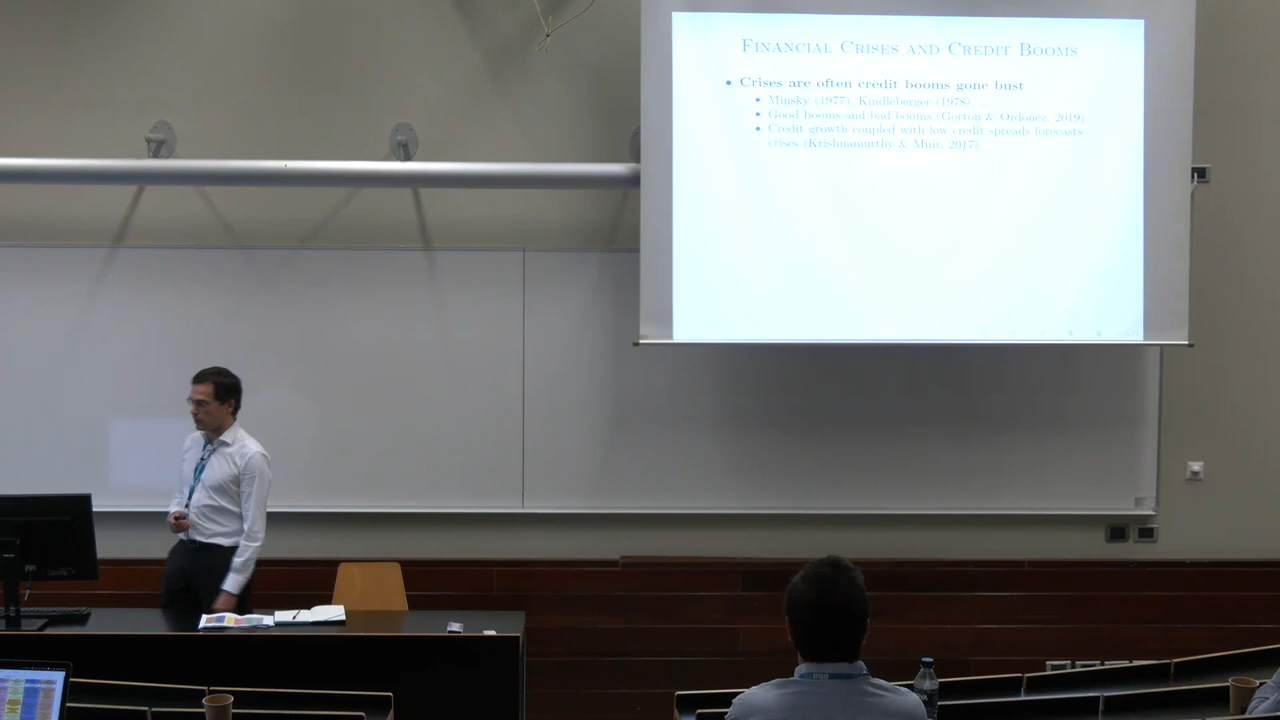 FINANCIAL CRISES AND CREDIT BOOMS
• Crises are often credit booms gone bust
• Minsky (1977), Kindleberger (1978), ...
• Good booms and bad booms (Gorton & Ordonez, 2019)
• Credit growth coupled with low credit spreads forecasts
crises (Krishnamurthy & Muir, 2017)